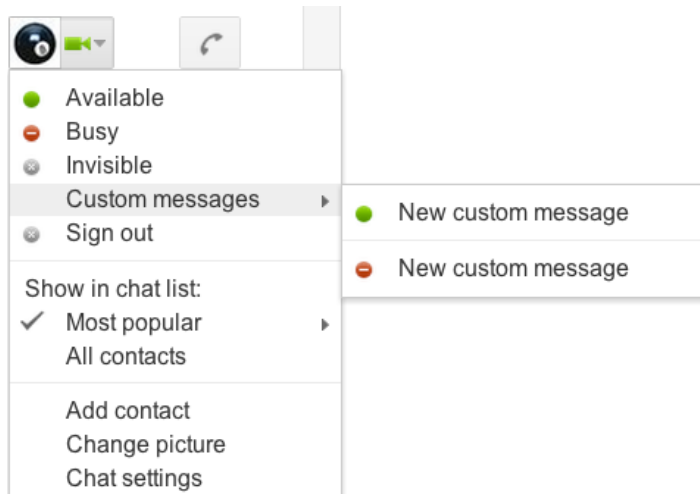 Available
Busy
Invisible
Custom messages
New custom message
Sign out
New custom message
Show in chat list:
Most popular
All contacts
Add contact
Change picture
Chat settings